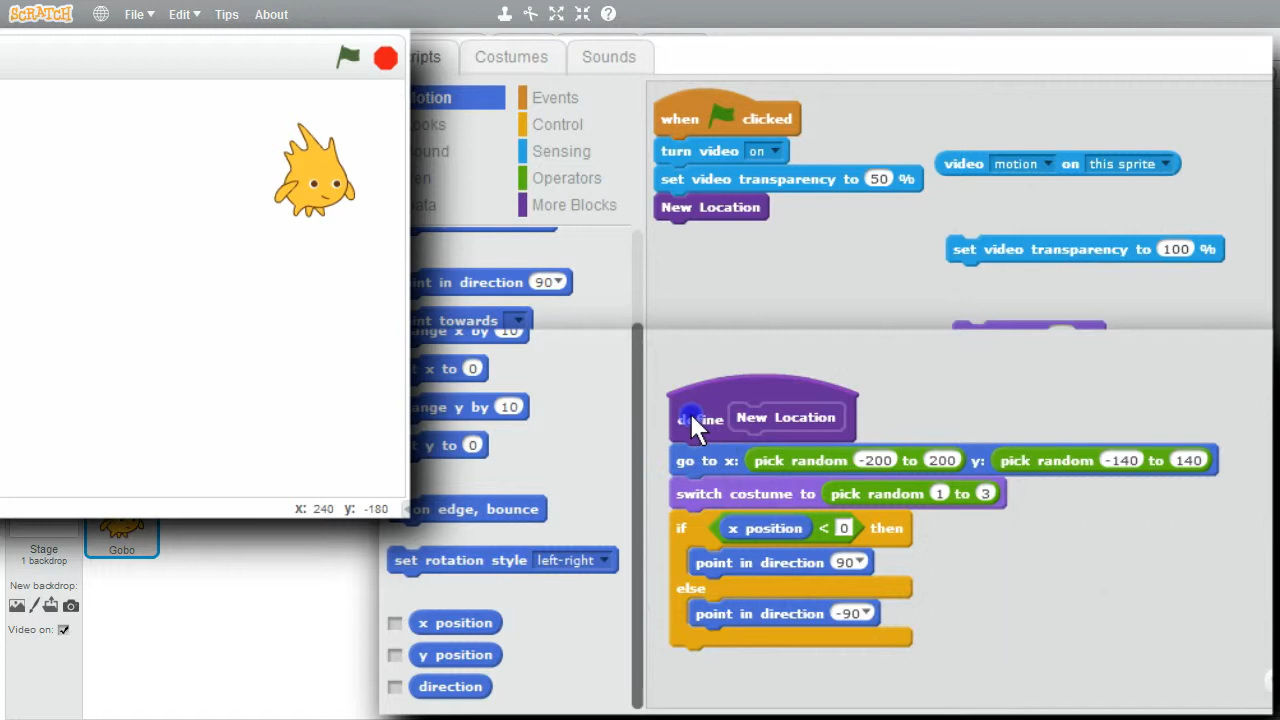 SCRATCH File Edit Tips About
ripts Costumes Sounds
otion Events
ooks Control
ound Sensing
en Operators
ata More Blocks
int in direction 90
int towards
ange x by 10
t x to 0
ange y by 10
t y to 0
on edge, bounce
set rotation style left-right
x position
y position
direction
when clicked
turn video on
set video transparency to 50 %
New Location
video motion on this sprite
set video transparency to 100 %
define New Location
go to x: pick random -200 to 200 y: pick random -140 to 140
switch costume to pick random 1 to 3
if x position < 0 then
point in direction 90
else
point in direction -90
x: 240 y: -180
Stage
1 backdrop
New backdrop:
Video on:
Gobo